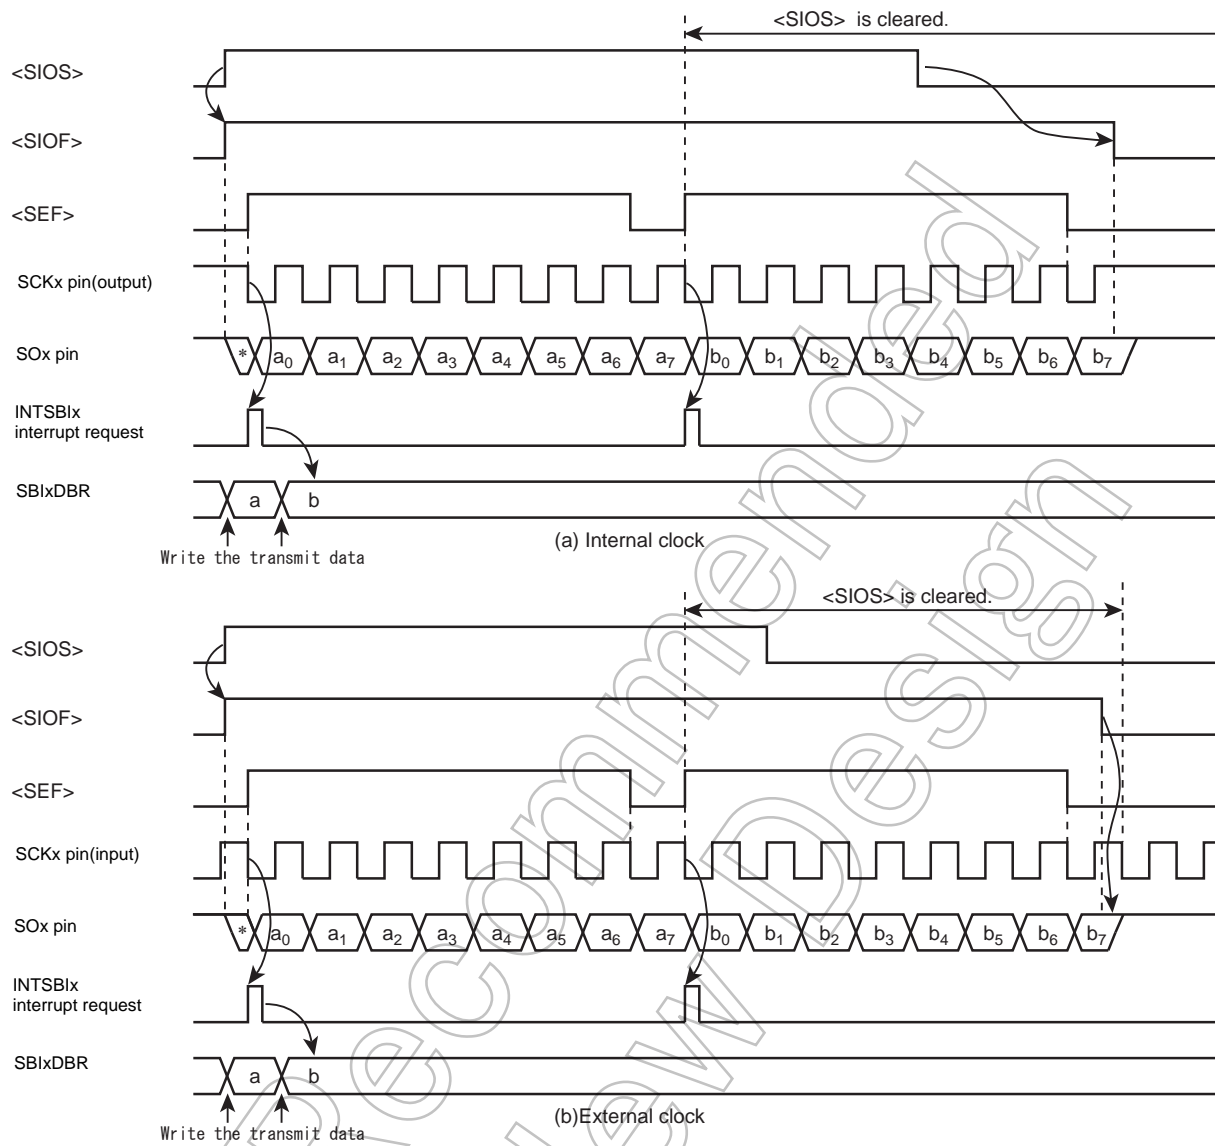 <SIOS> is cleared.
<SIOS>
<SIOF>
<SEF>
SCKx pin(output)
SOx pin
* a0 a1 a2 a3 a4 a5 a6 a7 b0 b1 b2 b3 b4 b5 b6 b7
INTSBIx
interrupt request
SBIxDBR
a b
Write the transmit data
(a) Internal clock
<SIOS> is cleared.
<SIOS>
<SIOF>
<SEF>
SCKx pin(input)
SOx pin
* a0 a1 a2 a3 a4 a5 a6 a7 b0 b1 b2 b3 b4 b5 b6 b7
INTSBIx
interrupt request
SBIxDBR
a b
Write the transmit data
(b)External clock
Recommended
New Design